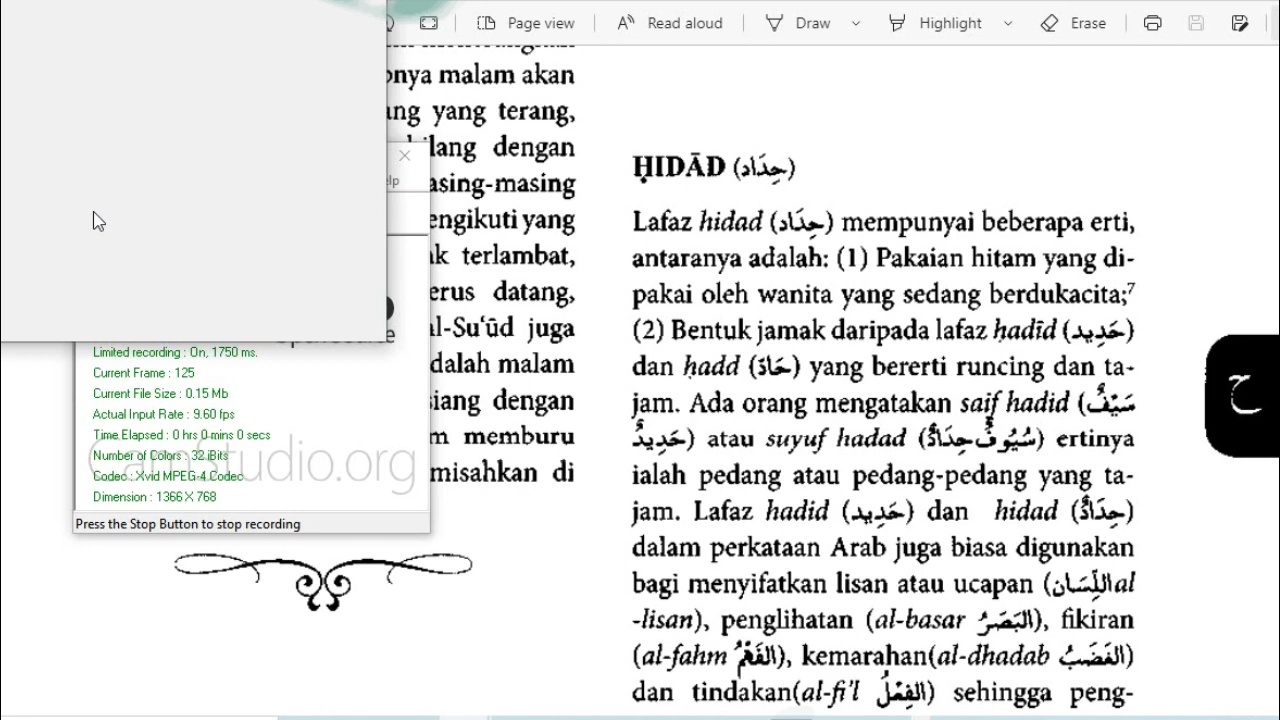 Page view
Read aloud
Draw
Highlight
Erase
malam akan
yang terang,
dengan
asing-masing
engikuti yang
terlambat,
datang,
al-Su‘ūd juga
dalah malam
siang dengan
memburu
misahkan di
Limited recording : On, 1750 ms.
Current Frame : 125
Current File Size : 0.15 Mb
Actual Input Rate : 9.60 fps
Time Elapsed : 0 hrs 0 mins 0 secs
Number of Colors : 32 iBits
Codec : Xvid MPEG-4 Codec
Dimension : 1366 X 768
CamStudio.org
Press the Stop Button to stop recording
ḤIDĀD (حِدَاد)
Lafaz hidad (حِدَاد) mempunyai beberapa erti,
antaranya adalah: (1) Pakaian hitam yang di-
pakai oleh wanita yang sedang berdukacita;⁷
(2) Bentuk jamak daripada lafaz ḥadīd (حَدِيد)
dan ḥadd (حَادّ) yang bererti runcing dan ta-
jam. Ada orang mengatakan saif hadid (سَيْفٌ
حَدِيدٌ) atau suyuf hadad (سُيُوفٌ حِدَادٌ) ertinya
ialah pedang atau pedang-pedang yang ta-
jam. Lafaz hadid (حَدِيد) dan hidad (حِدَادٌ)
dalam perkataan Arab juga biasa digunakan
bagi menyifatkan lisan atau ucapan (اللِّسَان al
-lisan), penglihatan (al-basar البَصَرُ), fikiran
(al-fahm الفَهْمُ), kemarahan(al-dhadab الغَضَبُ)
dan tindakan(al-fi'l الفِعْلُ) sehingga peng-
ح